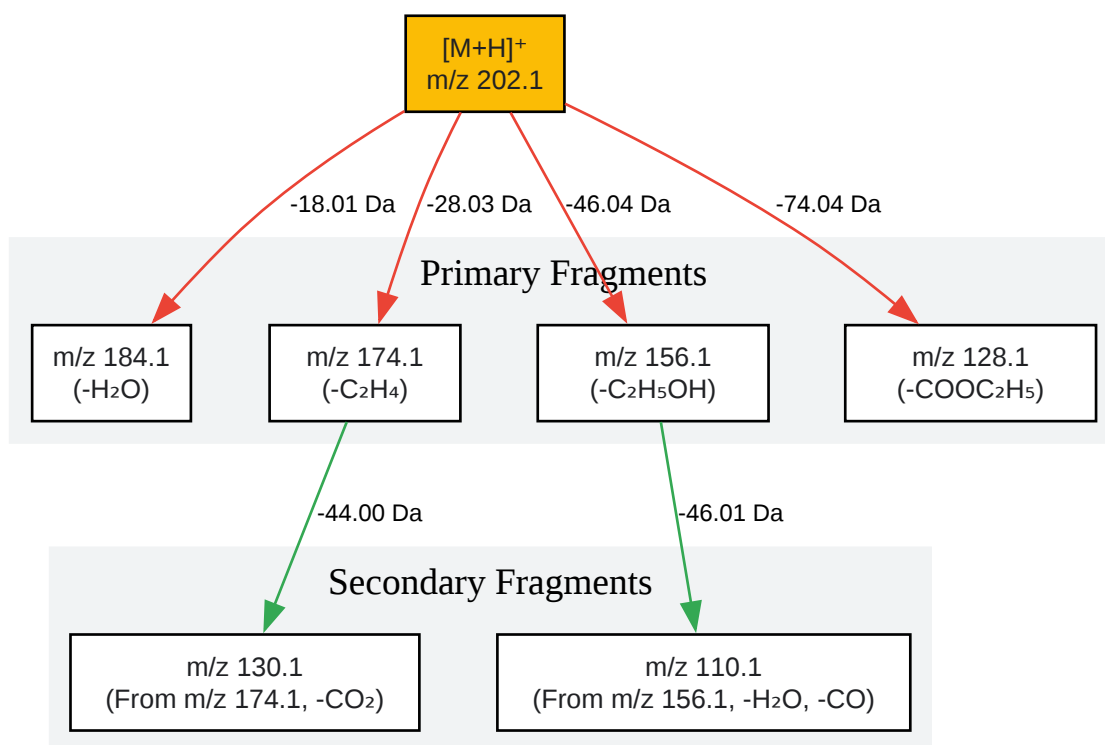 [M+H]⁺
m/z 202.1
-18.01 Da
-28.03 Da
-46.04 Da
-74.04 Da
Primary Fragments
m/z 184.1
(-H₂O)
m/z 174.1
(-C₂H₄)
m/z 156.1
(-C₂H₅OH)
m/z 128.1
(-COOC₂H₅)
-44.00 Da
-46.01 Da
Secondary Fragments
m/z 130.1
(From m/z 174.1, -CO₂)
m/z 110.1
(From m/z 156.1, -H₂O, -CO)